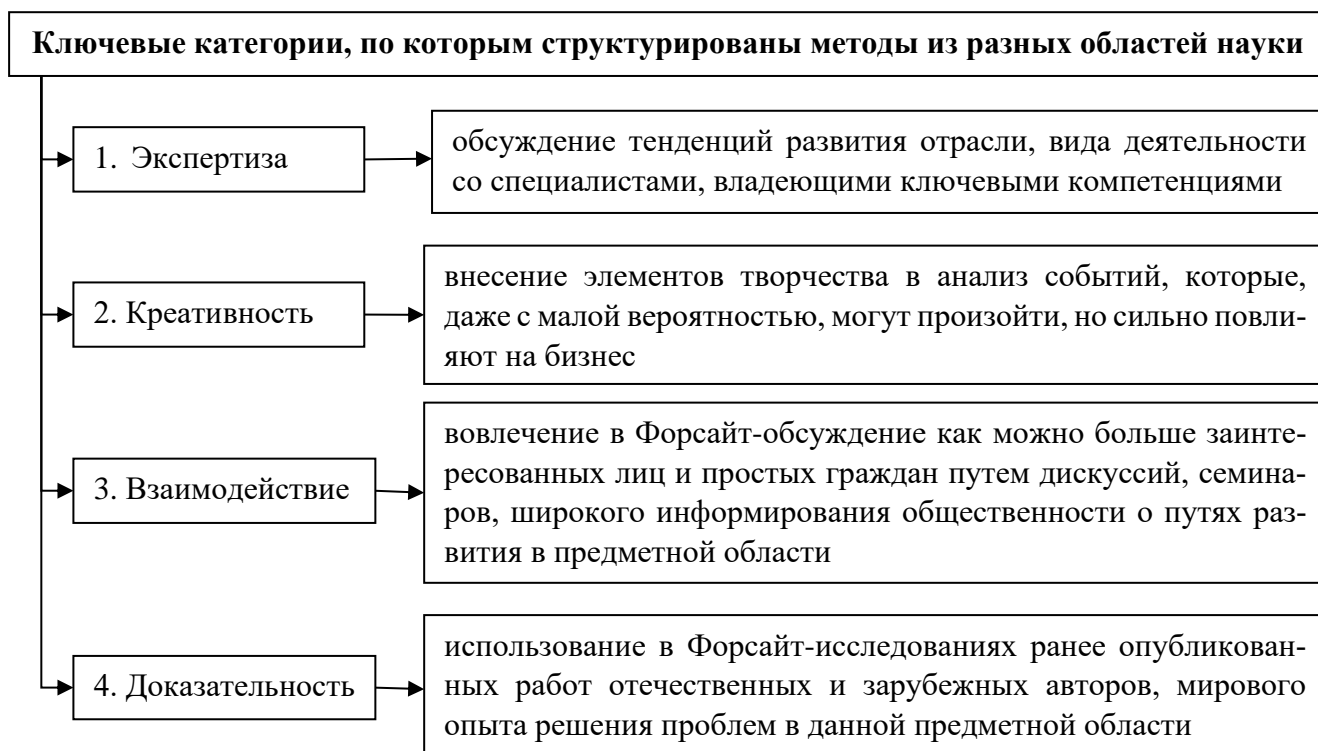 Ключевые категории, по которым структурированы методы из разных областей науки
1. Экспертиза
обсуждение тенденций развития отрасли, вида деятельности
со специалистами, владеющими ключевыми компетенциями
2. Креативность
внесение элементов творчества в анализ событий, которые,
даже с малой вероятностью, могут произойти, но сильно повли-
яют на бизнес
3. Взаимодействие
вовлечение в Форсайт-обсуждение как можно больше заинте-
ресованных лиц и простых граждан путем дискуссий, семина-
ров, широкого информирования общественности о путях раз-
вития в предметной области
4. Доказательность
использование в Форсайт-исследованиях ранее опубликован-
ных работ отечественных и зарубежных авторов, мирового
опыта решения проблем в данной предметной области